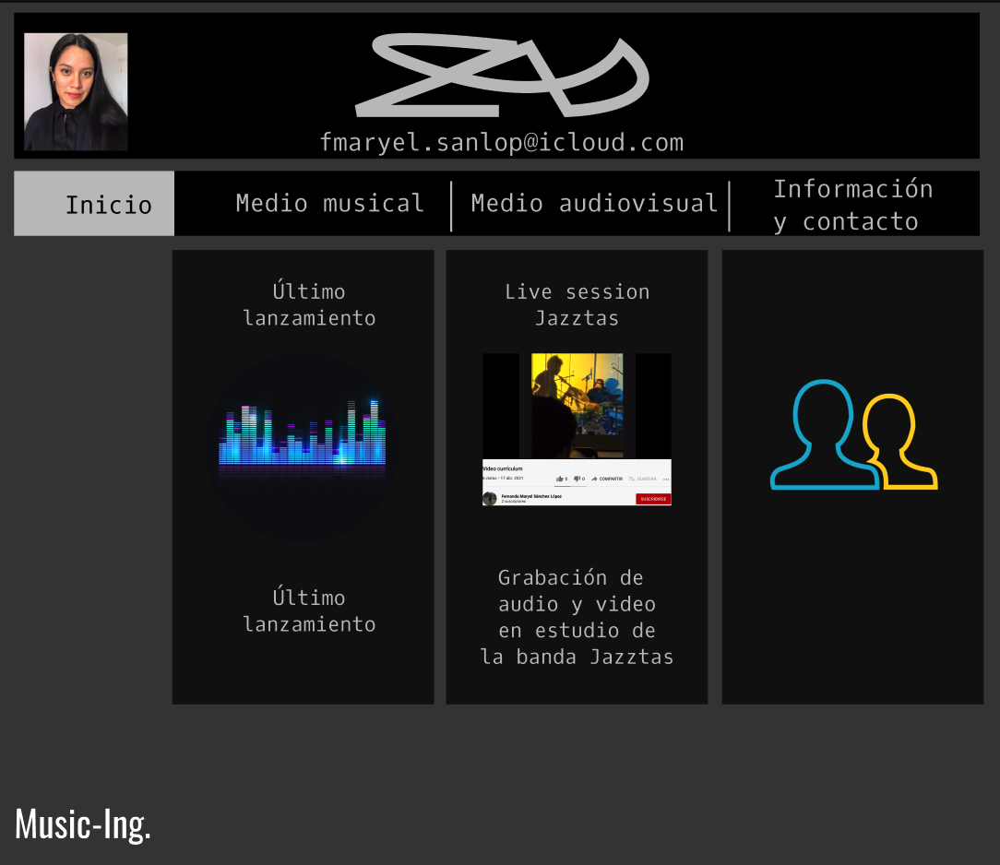 fmaryel.sanlop@icloud.com
Inicio
Medio musical
Medio audiovisual
Información
y contacto
Último
lanzamiento
Live session
Jazztas
Video curriculum
vistas • 17 abr. 2021
0
0
COMPARTIR
GUARDAR
Fernanda Maryel Sánchez López
2 suscriptores
SUSCRIBIRSE
Último
lanzamiento
Grabación de
audio y video
en estudio de
la banda Jazztas
Music-Ing.